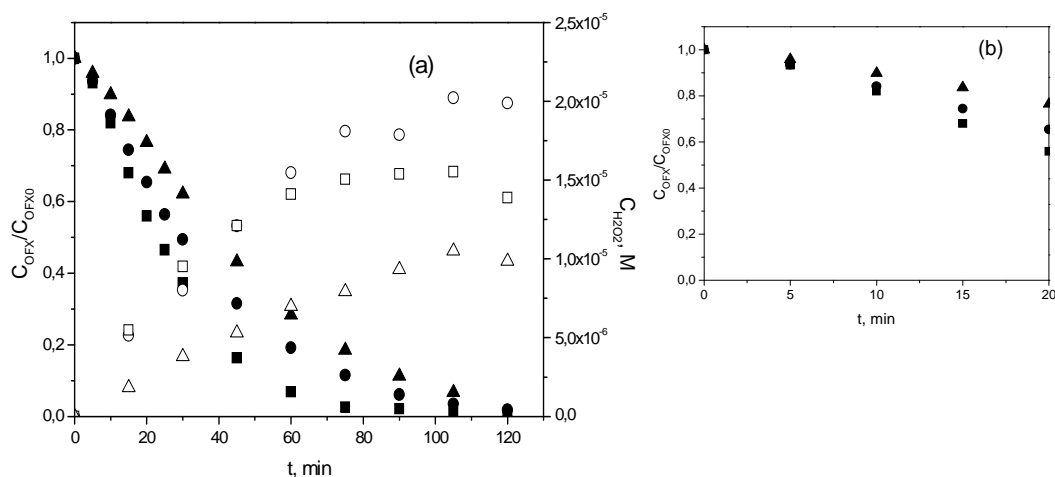 (a)
1,0
0,8
0,6
0,4
0,2
0,0
C_OFX/C_OFX0
0 20 40 60 80 100 120
t, min
2,5x10^-5
2,0x10^-5
1,5x10^-5
1,0x10^-5
5,0x10^-6
0,0
C_H2O2, M
(b)
1,0
0,8
0,6
0,4
0,2
0,0
C_OFX/C_OFX0
0 5 10 15 20
t, min